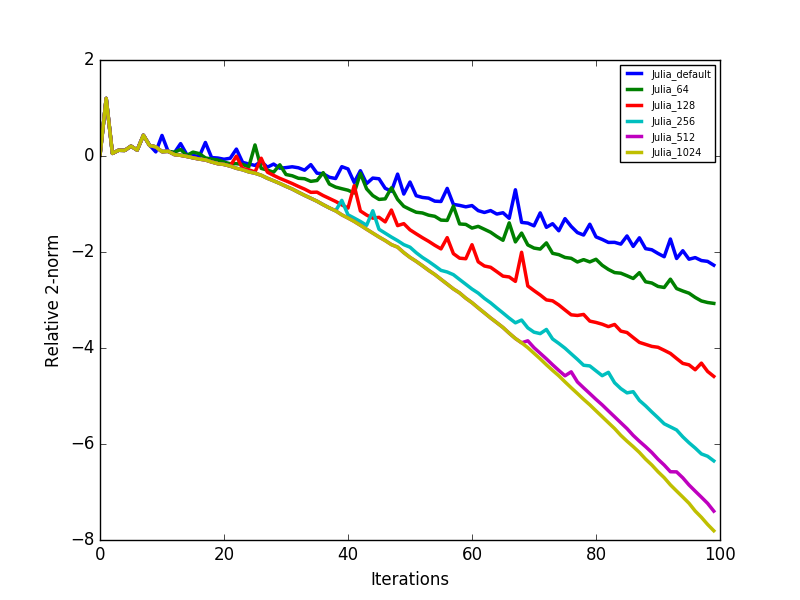 2
0
−2
−4
−6
−8
0 20 40 60 80 100
Relative 2-norm
Iterations
Julia_default
Julia_64
Julia_128
Julia_256
Julia_512
Julia_1024